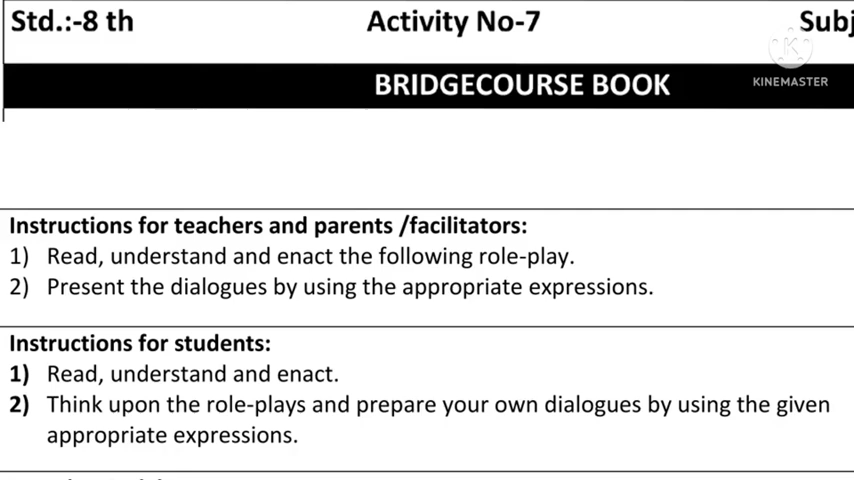 Std.:-8 th Activity No-7 Subj
KINEMASTER
BRIDGECOURSE BOOK
Instructions for teachers and parents /facilitators:
1) Read, understand and enact the following role-play.
2) Present the dialogues by using the appropriate expressions.
Instructions for students:
1) Read, understand and enact.
2) Think upon the role-plays and prepare your own dialogues by using the given
appropriate expressions.